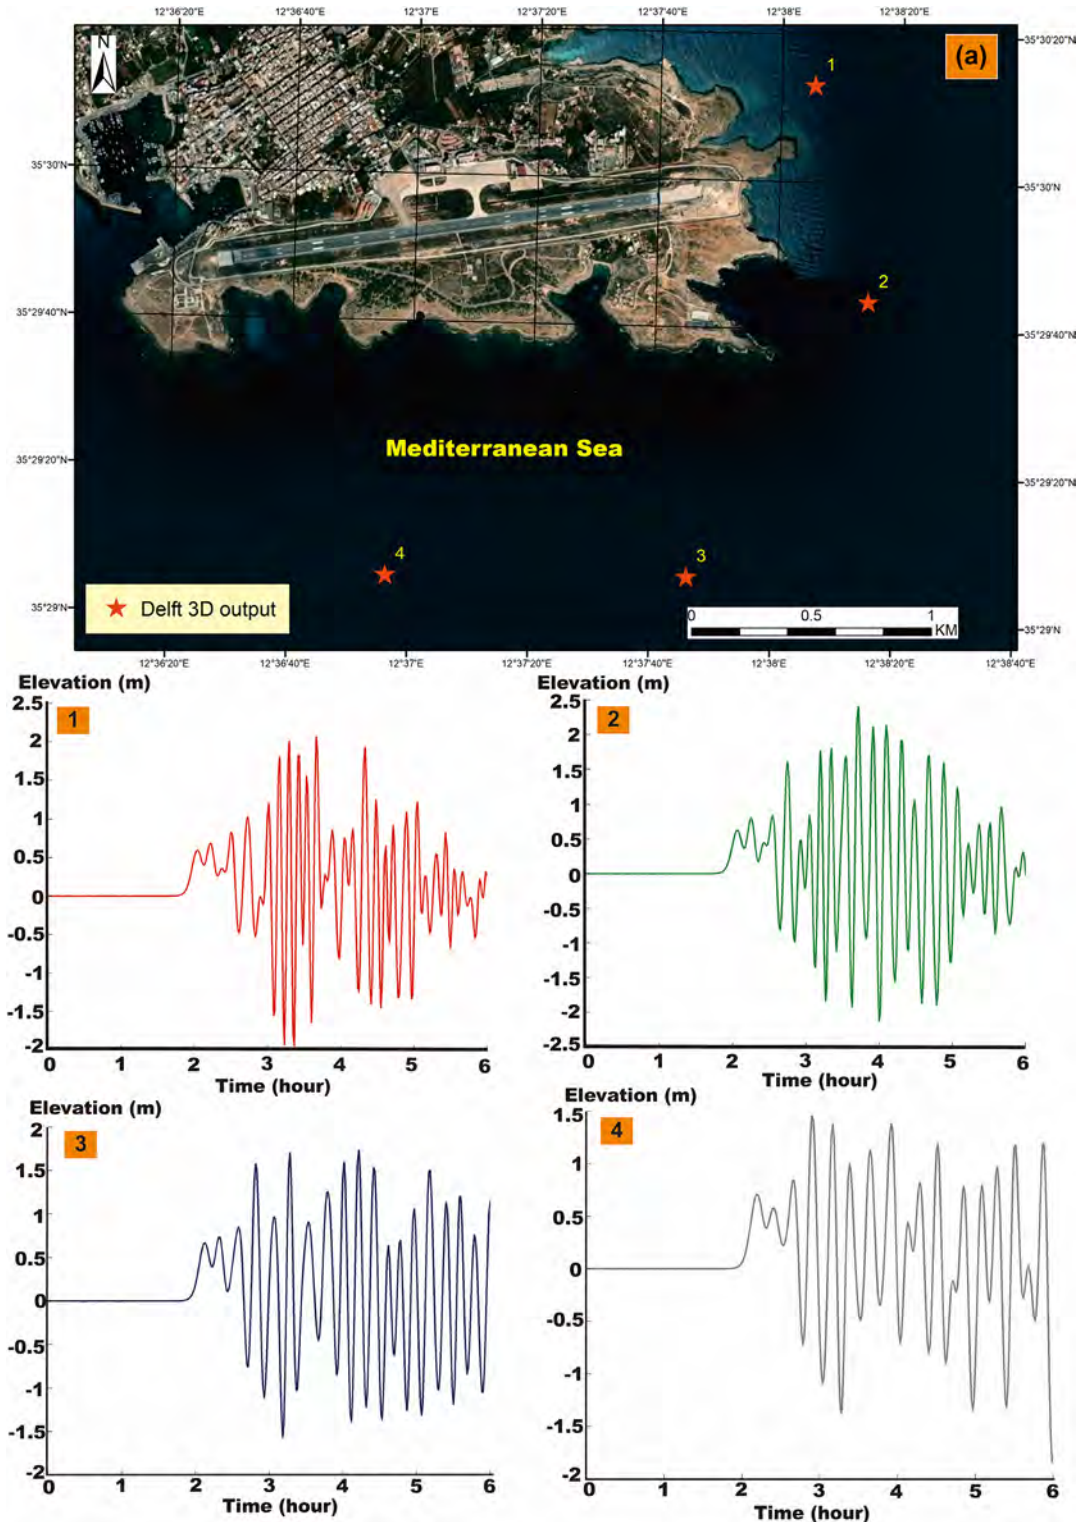 12°36'20"E 12°36'40"E 12°37'E 12°37'20"E 12°37'40"E 12°38'E 12°38'20"E
N
(a)
35°30'20"N
1
35°30'N
35°30'N
2
35°29'40"N
35°29'40"N
Mediterranean Sea
35°29'20"N
35°29'20"N
4
3
Delft 3D output
35°29'N
0 0.5 1
KM
35°29'N
12°36'20"E 12°36'40"E 12°37'E 12°37'20"E 12°37'40"E 12°38'E 12°38'20"E 12°38'40"E
Elevation (m)
1
2.5
2
1.5
1
0.5
0
-0.5
-1
-1.5
-2
0 1 2 3 4 5 6
Time (hour)
Elevation (m)
2
2.5
2
1.5
1
0.5
0
-0.5
-1
-1.5
-2
-2.5
0 1 2 3 4 5 6
Time (hour)
Elevation (m)
3
2
1.5
1
0.5
0
-0.5
-1
-1.5
-2
0 1 2 3 4 5 6
Time (hour)
Elevation (m)
4
1.5
1
0.5
0
-0.5
-1
-1.5
-2
0 1 2 3 4 5 6
Time (hour)